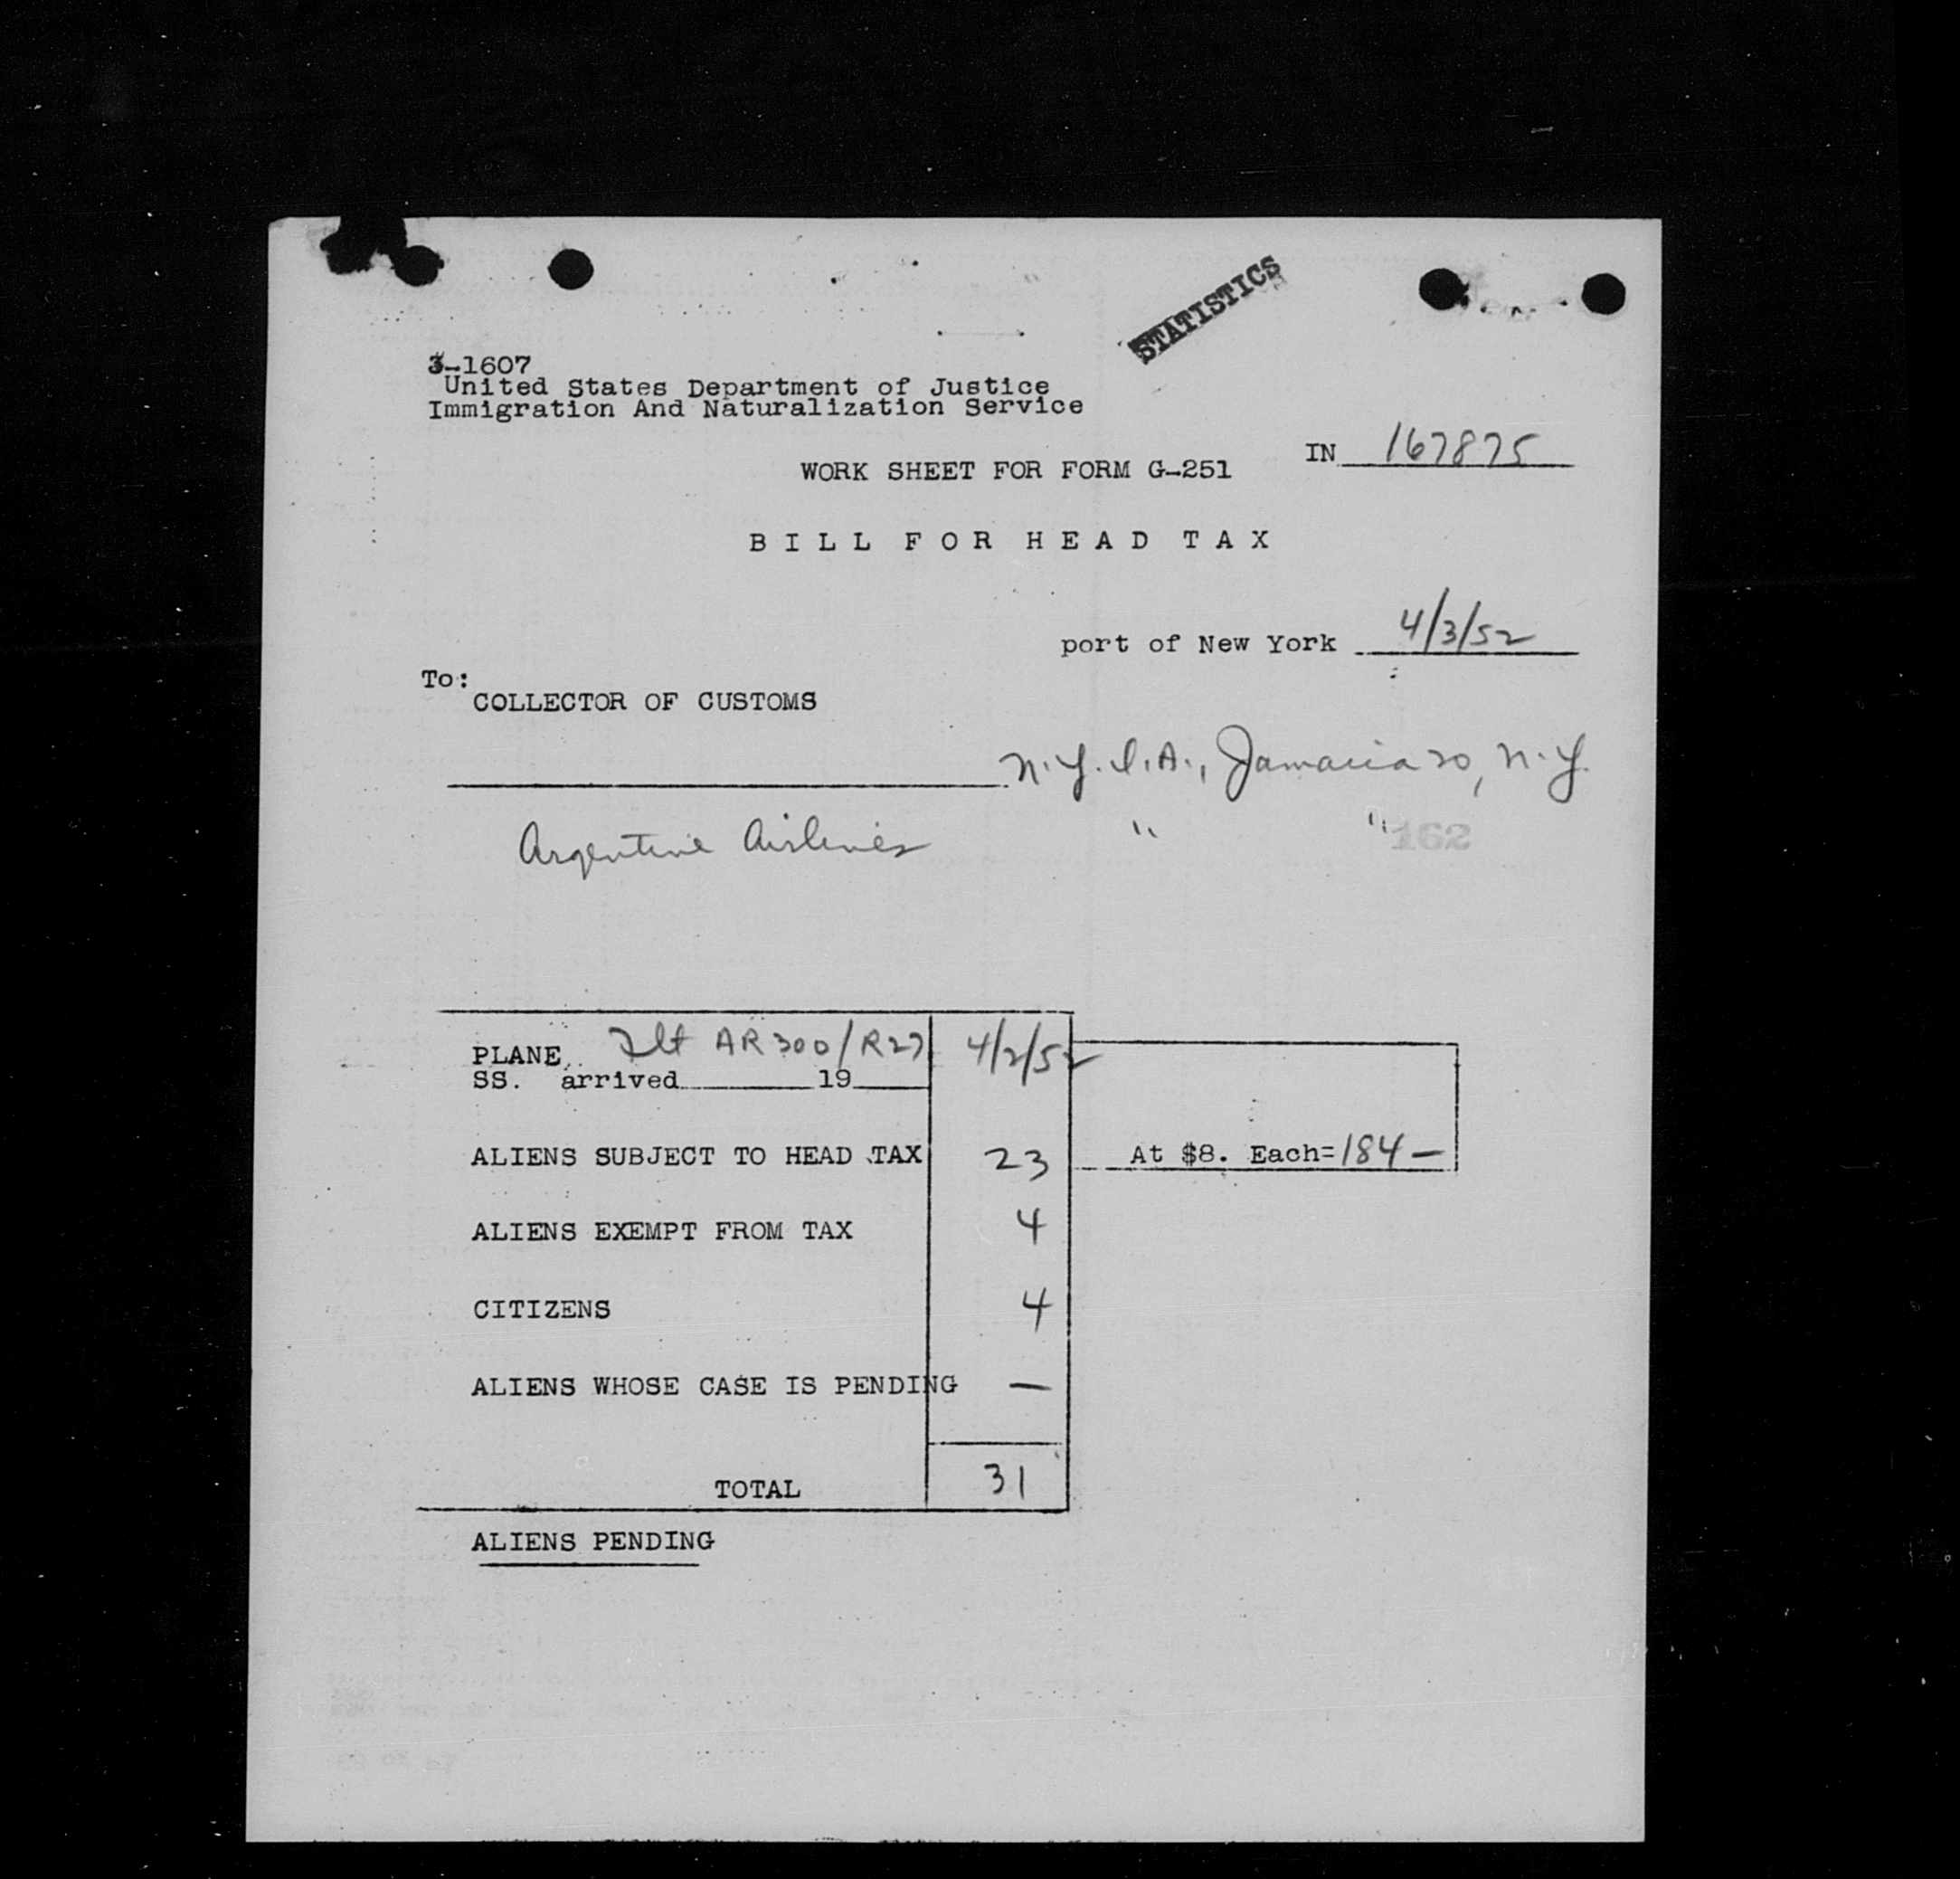 STATISTICS
3-1607
United States Department of Justice
Immigration And Naturalization Service
IN 167875
WORK SHEET FOR FORM G-251
BILL FOR HEAD TAX
port of New York 4/3/52
To:
COLLECTOR OF CUSTOMS
N.Y.I.A., Jamaica 20, N.Y.
Argentine Airlines " "
162
PLANE, Flt AR300/R27 4/2/52
SS. arrived 19
ALIENS SUBJECT TO HEAD TAX 23 At $8. Each=184—
ALIENS EXEMPT FROM TAX 4
CITIZENS 4
ALIENS WHOSE CASE IS PENDING —
TOTAL 31
ALIENS PENDING